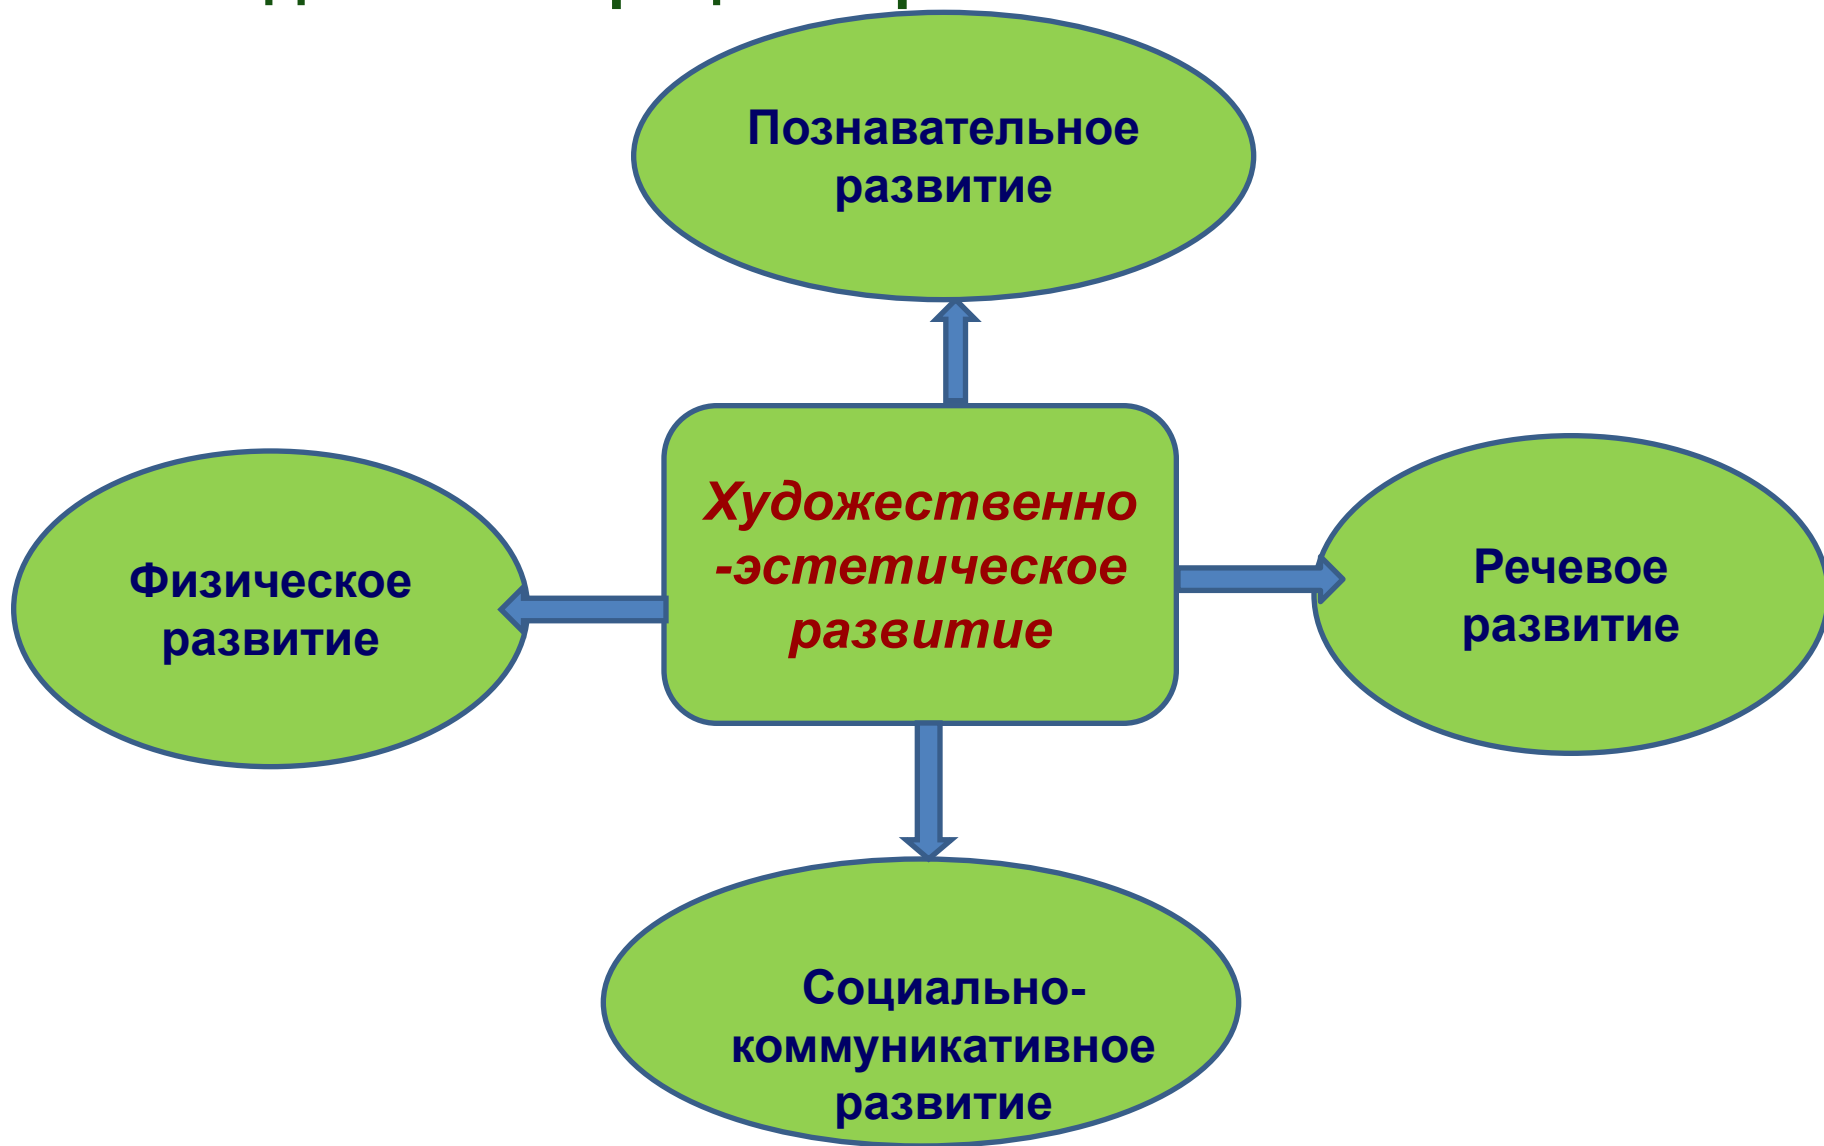 Познавательное
развитие
Художественно
-эстетическое
развитие
Физическое
развитие
Речевое
развитие
Социально-
коммуникативное
развитие